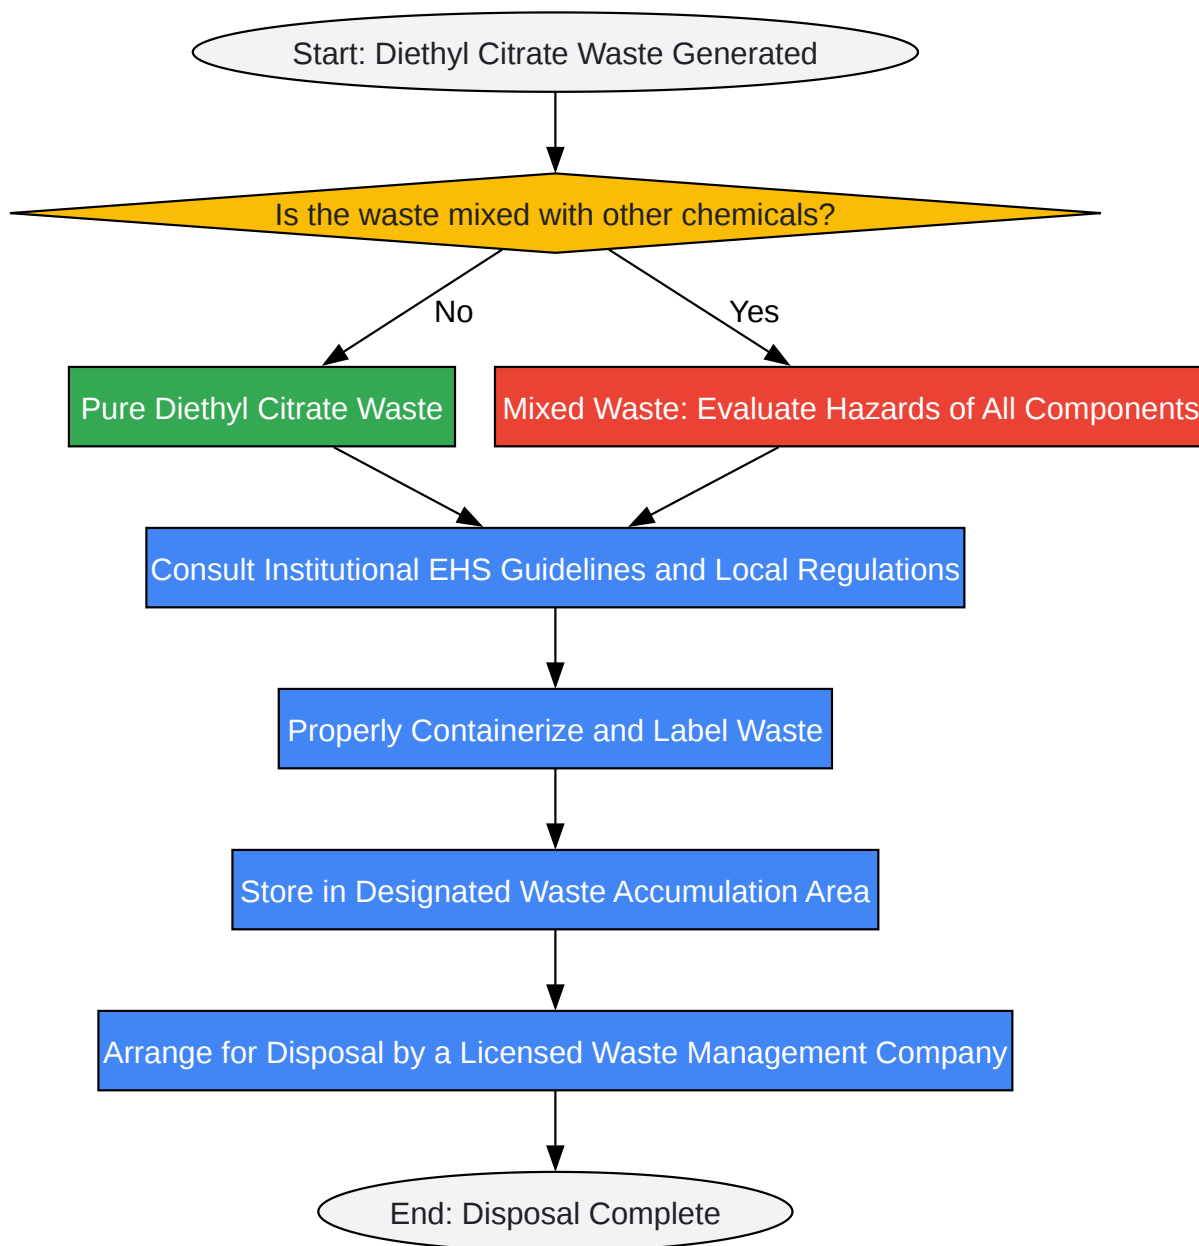 Start: Diethyl Citrate Waste Generated
Is the waste mixed with other chemicals?
No
Yes
Pure Diethyl Citrate Waste
Mixed Waste: Evaluate Hazards of All Components
Consult Institutional EHS Guidelines and Local Regulations
Properly Containerize and Label Waste
Store in Designated Waste Accumulation Area
Arrange for Disposal by a Licensed Waste Management Company
End: Disposal Complete